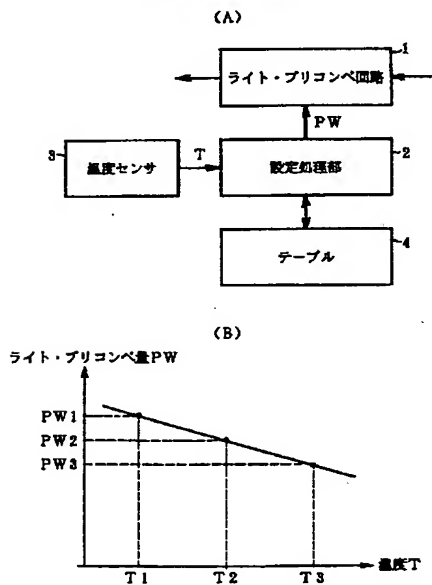 (A)
1
ライト・プリコンペ回路
PW
3
温度センサ
T
2
設定処理部
4
テーブル
(B)
ライト・プリコンペ量PW
PW1
PW2
PW3
T1
T2
T3
温度T